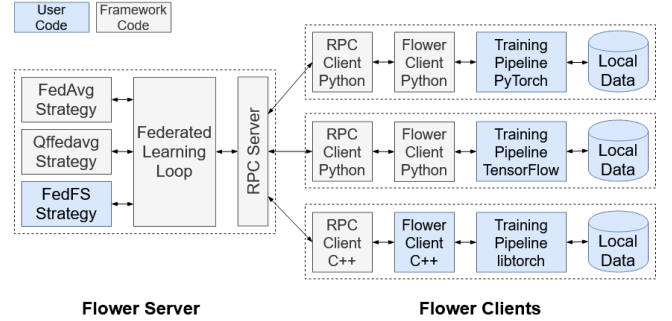 User
Code
Framework
Code
FedAvg
Strategy
Qffedavg
Strategy
FedFS
Strategy
Federated
Learning
Loop
RPC Server
RPC
Client
Python
Flower
Client
Python
Training
Pipeline
PyTorch
Local
Data
RPC
Client
Python
Flower
Client
Python
Training
Pipeline
TensorFlow
Local
Data
RPC
Client
C++
Flower
Client
C++
Training
Pipeline
libtorch
Local
Data
Flower Server
Flower Clients